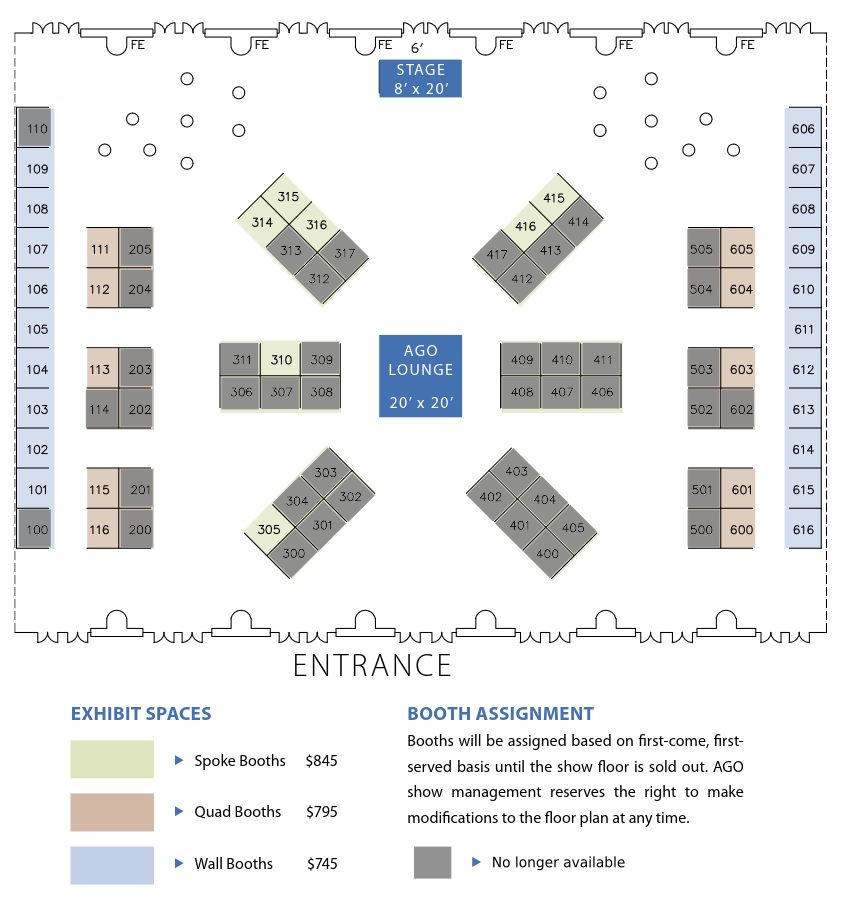 FE FE FE FE FE
6’
STAGE
8’ x 20’
110
109
108
107
106
105
104
103
102
101
100
111 205
112 204
113 203
114 202
115 201
116 200
315
314 316
313 317
312
311 310 309
306 307 308
303
304 302
305 301
300
AGO
LOUNGE
20’ x 20’
415
416 414
417 413
412
409 410 411
408 407 406
403
402 404
401 405
400
505 605
504 604
503 603
502 602
501 601
500 600
606
607
608
609
610
611
612
613
614
615
616
ENTRANCE
EXHIBIT SPACES
Spoke Booths $845
Quad Booths $795
Wall Booths $745
BOOTH ASSIGNMENT
Booths will be assigned based on first-come, first-
served basis until the show floor is sold out. AGO
show management reserves the right to make
modifications to the floor plan at any time.
No longer available